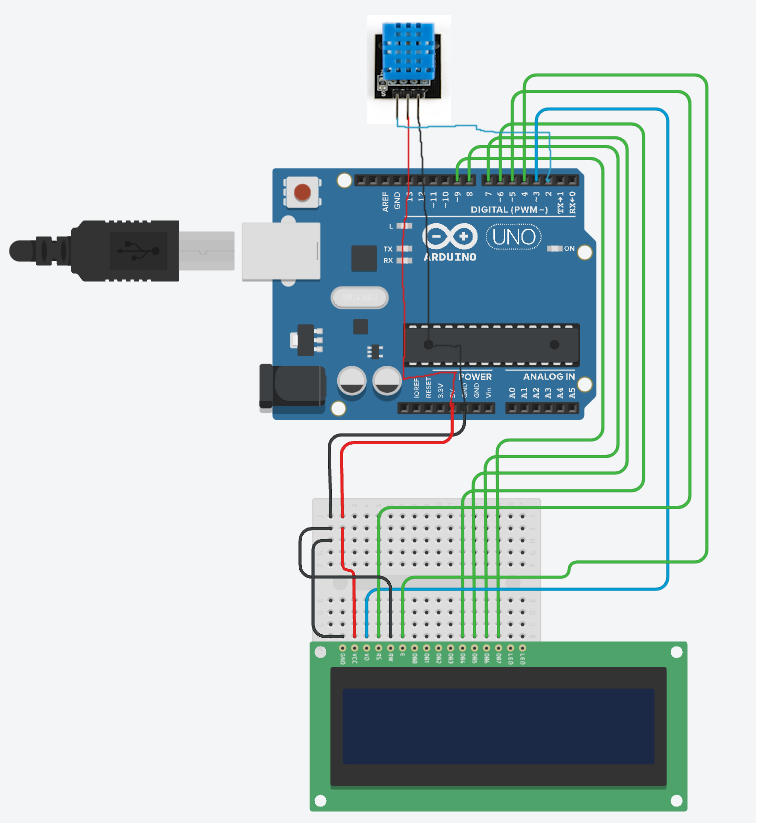 S
AREF
GND
13
12
~11
~10
~9
8
7
~6
~5
4
~3
2
TX→1
RX←0
DIGITAL (PWM~)
L
TX
RX
ARDUINO
UNO
ON
POWER
ANALOG IN
IOREF
RESET
3.3V
5V
GND
GND
Vin
A0
A1
A2
A3
A4
A5
GND
VCC
V0
RS
RW
E
DB0
DB1
DB2
DB3
DB4
DB5
DB6
DB7
LED
LED